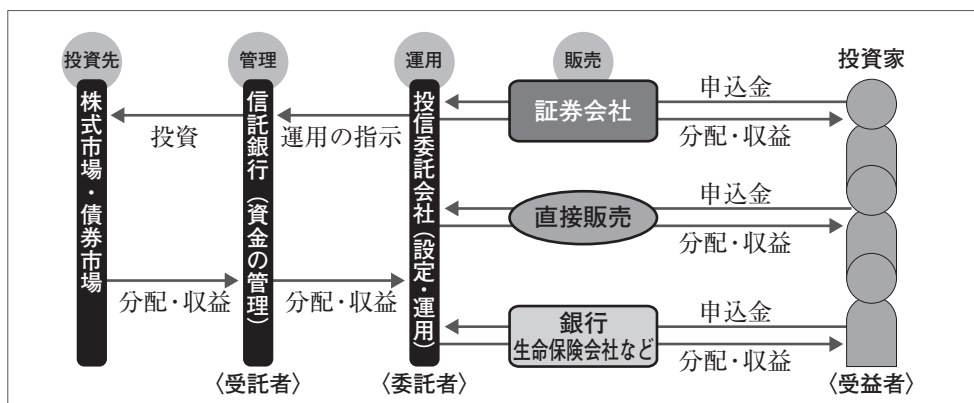 投資先
管理
運用
販売
投資家
株式市場・債券市場
信託銀行（資金の管理）
投信委託会社（設定・運用）
投資
運用の指示
分配・収益
分配・収益
証券会社
申込金
分配・収益
直接販売
申込金
分配・収益
銀行
生命保険会社など
申込金
分配・収益
〈受託者〉
〈委託者〉
〈受益者〉